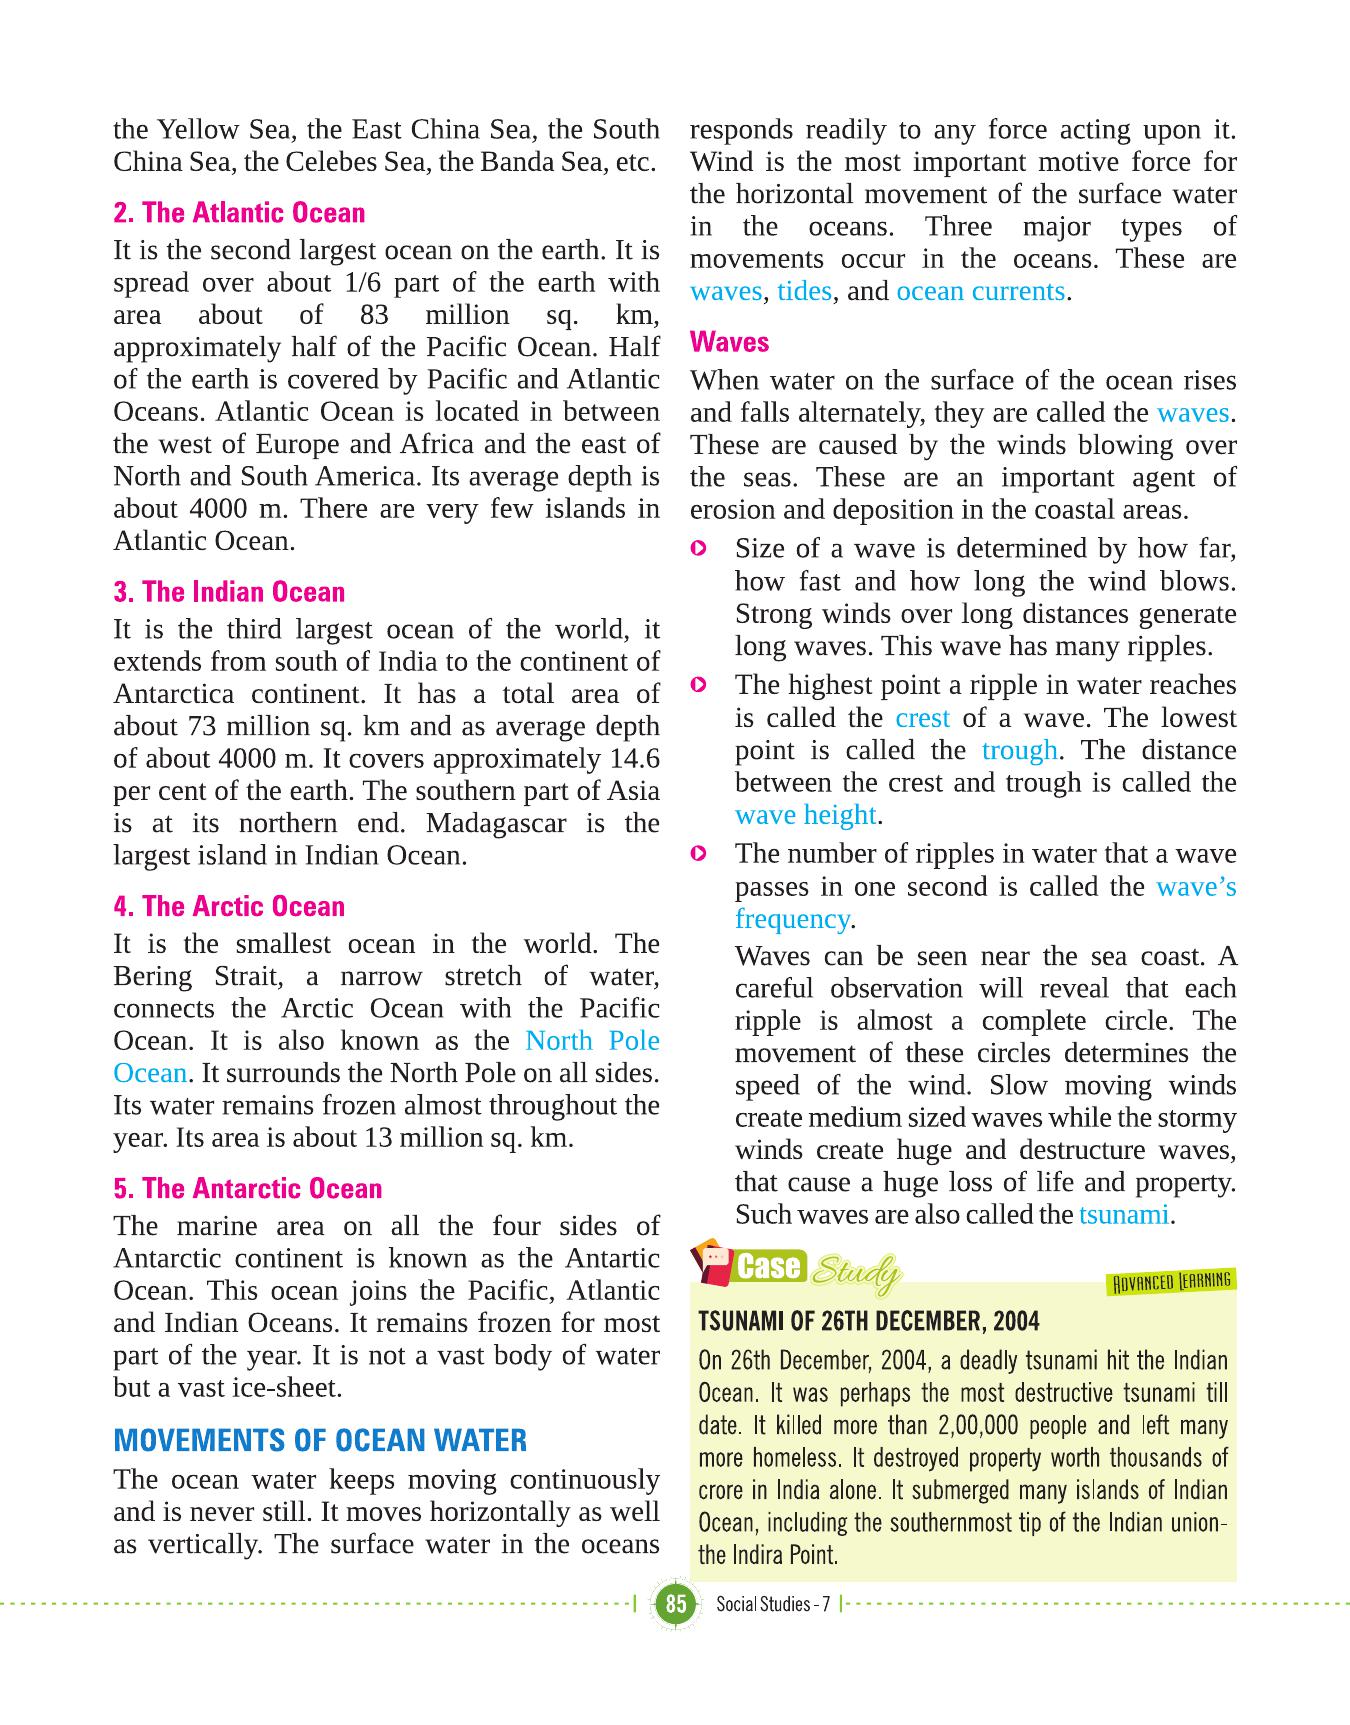 the Yellow Sea, the East China Sea, the South
China Sea, the Celebes Sea, the Banda Sea, etc.
2. The Atlantic Ocean
It is the second largest ocean on the earth. It is
spread over about 1/6 part of the earth with
area about of 83 million sq. km,
approximately half of the Pacific Ocean. Half
of the earth is covered by Pacific and Atlantic
Oceans. Atlantic Ocean is located in between
the west of Europe and Africa and the east of
North and South America. Its average depth is
about 4000 m. There are very few islands in
Atlantic Ocean.
3. The Indian Ocean
It is the third largest ocean of the world, it
extends from south of India to the continent of
Antarctica continent. It has a total area of
about 73 million sq. km and as average depth
of about 4000 m. It covers approximately 14.6
per cent of the earth. The southern part of Asia
is at its northern end. Madagascar is the
largest island in Indian Ocean.
4. The Arctic Ocean
It is the smallest ocean in the world. The
Bering Strait, a narrow stretch of water,
connects the Arctic Ocean with the Pacific
Ocean. It is also known as the North Pole
Ocean. It surrounds the North Pole on all sides.
Its water remains frozen almost throughout the
year. Its area is about 13 million sq. km.
5. The Antarctic Ocean
The marine area on all the four sides of
Antarctic continent is known as the Antartic
Ocean. This ocean joins the Pacific, Atlantic
and Indian Oceans. It remains frozen for most
part of the year. It is not a vast body of water
but a vast ice-sheet.
MOVEMENTS OF OCEAN WATER
The ocean water keeps moving continuously
and is never still. It moves horizontally as well
as vertically. The surface water in the oceans
responds readily to any force acting upon it.
Wind is the most important motive force for
the horizontal movement of the surface water
in the oceans. Three major types of
movements occur in the oceans. These are
waves, tides, and ocean currents.
Waves
When water on the surface of the ocean rises
and falls alternately, they are called the waves.
These are caused by the winds blowing over
the seas. These are an important agent of
erosion and deposition in the coastal areas.
Size of a wave is determined by how far,
how fast and how long the wind blows.
Strong winds over long distances generate
long waves. This wave has many ripples.
The highest point a ripple in water reaches
is called the crest of a wave. The lowest
point is called the trough. The distance
between the crest and trough is called the
wave height.
The number of ripples in water that a wave
passes in one second is called the wave’s
frequency.
Waves can be seen near the sea coast. A
careful observation will reveal that each
ripple is almost a complete circle. The
movement of these circles determines the
speed of the wind. Slow moving winds
create medium sized waves while the stormy
winds create huge and destructure waves,
that cause a huge loss of life and property.
Such waves are also called the tsunami.
Case Study
ADVANCED LEARNING
TSUNAMI OF 26TH DECEMBER, 2004
On 26th December, 2004, a deadly tsunami hit the Indian
Ocean. It was perhaps the most destructive tsunami till
date. It killed more than 2,00,000 people and left many
more homeless. It destroyed property worth thousands of
crore in India alone. It submerged many islands of Indian
Ocean, including the southernmost tip of the Indian union-
the Indira Point.
85 Social Studies - 7